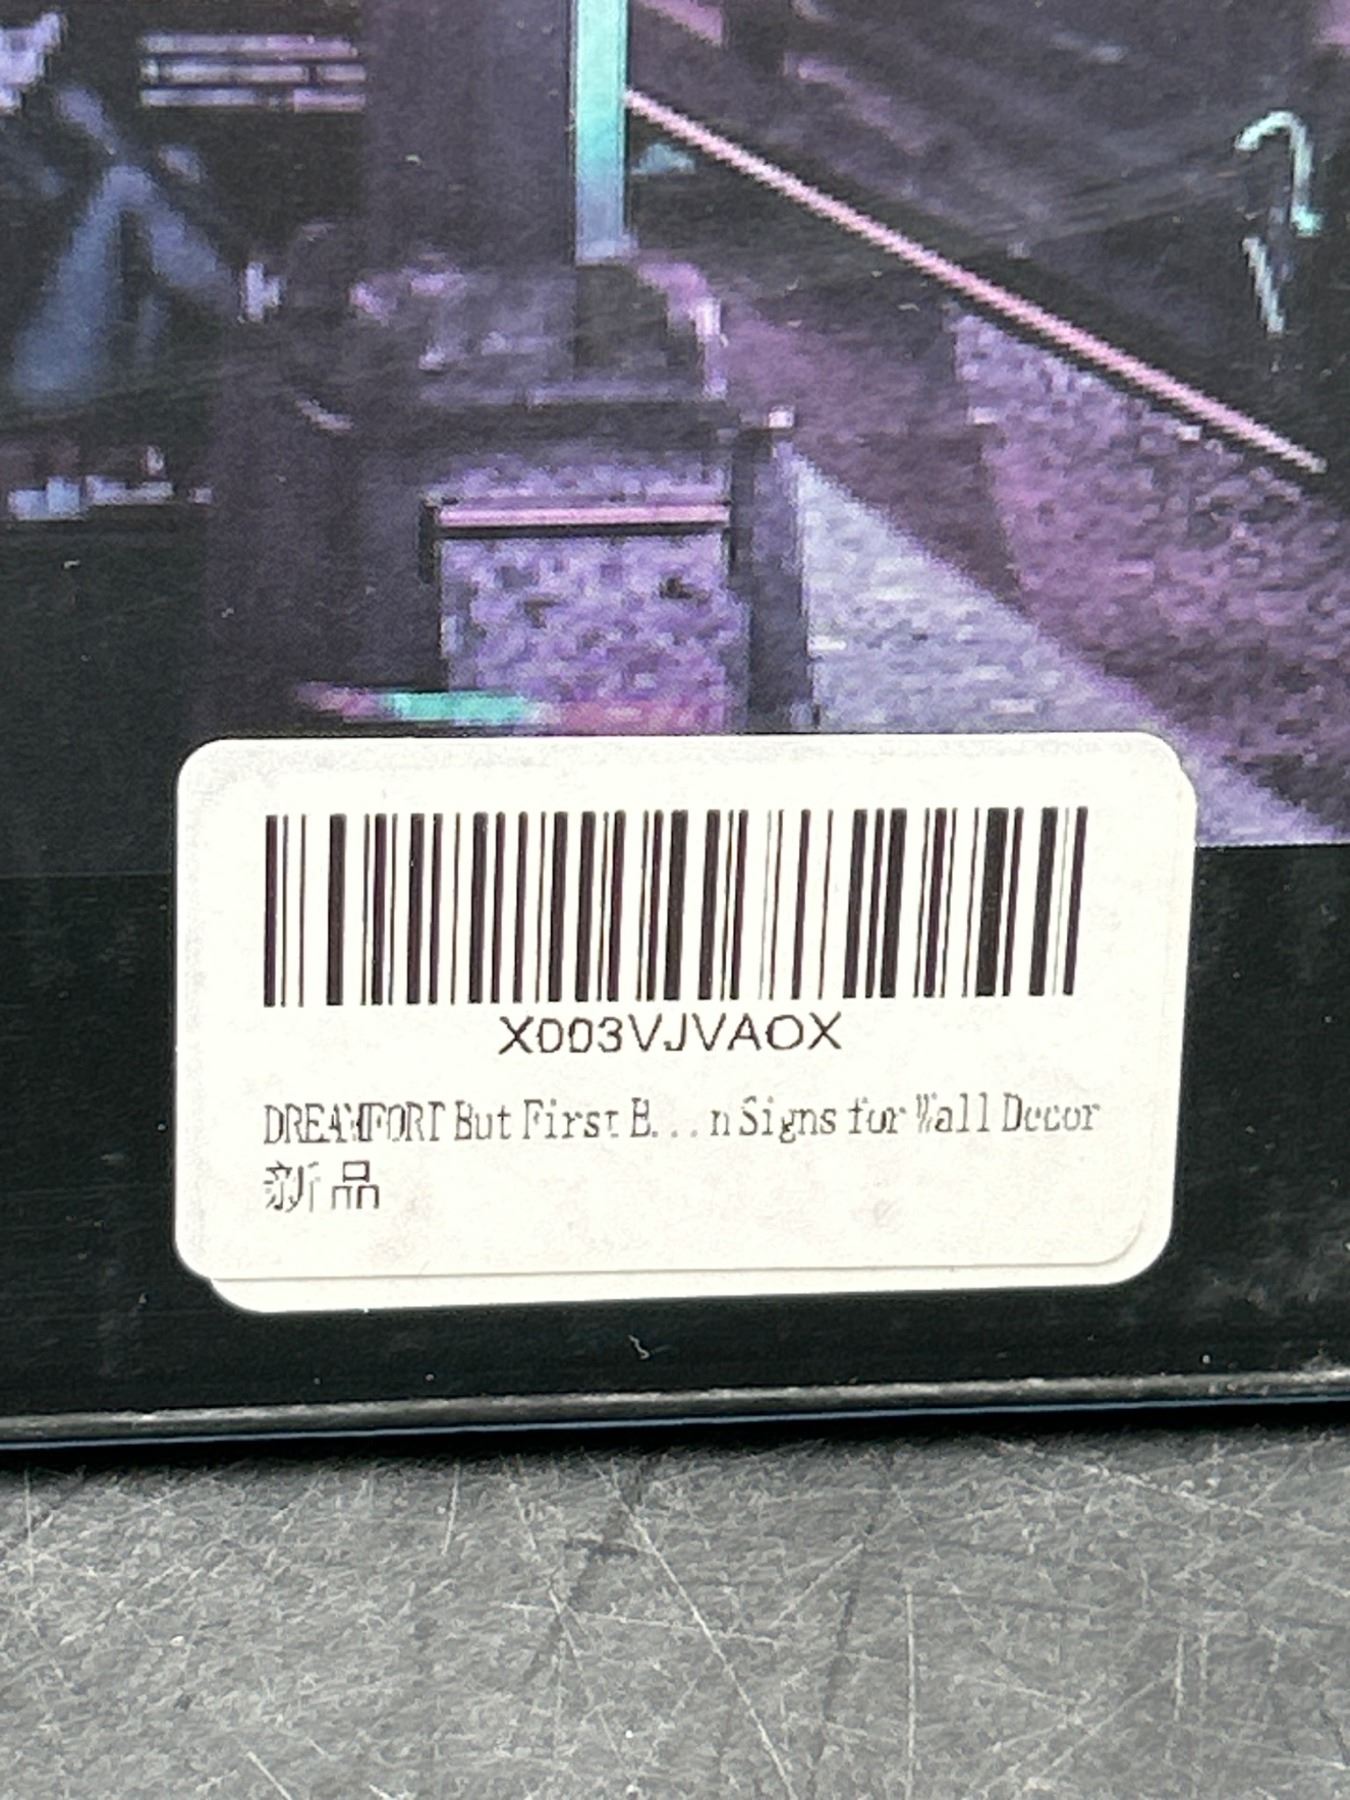 X003VJVAOX
DREAMFORT But First B...n Signs for Wall Decor
新品